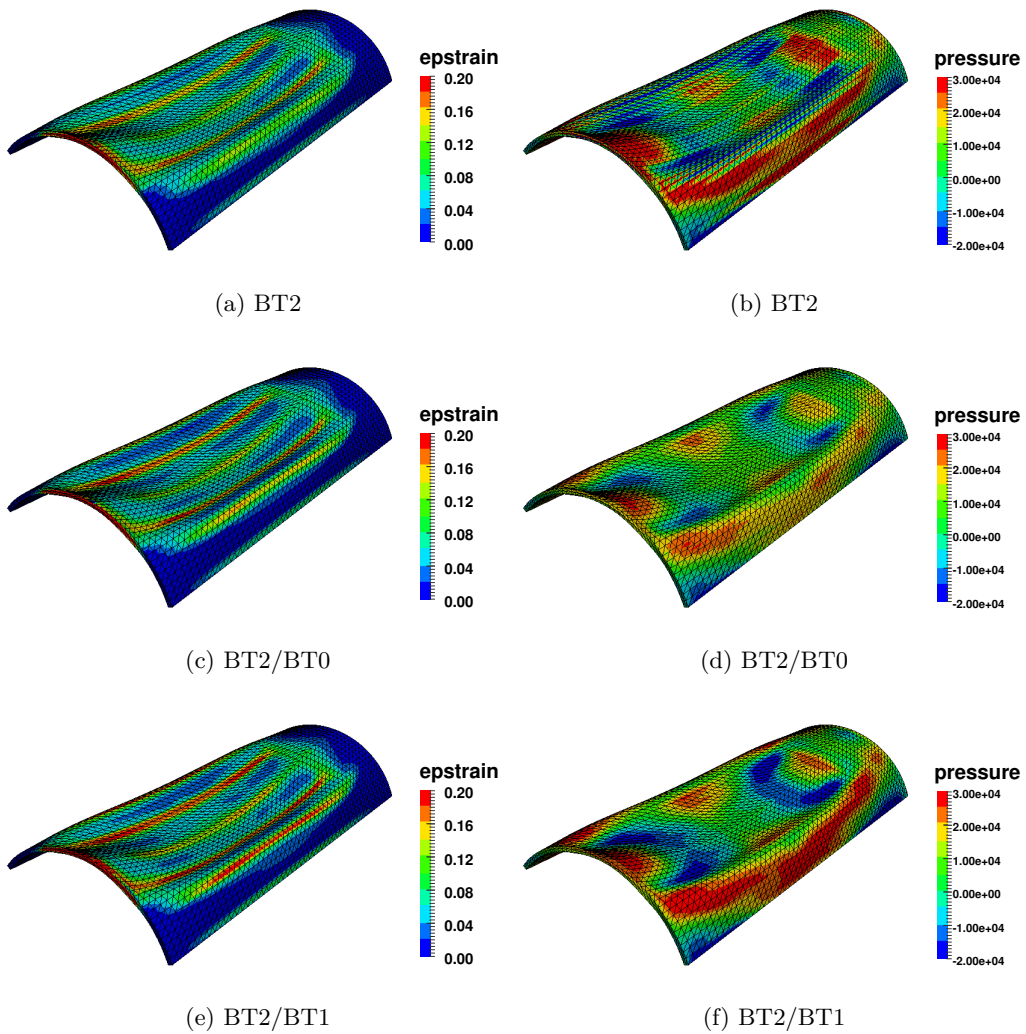 epstrain
0.20
0.16
0.12
0.08
0.04
0.00
pressure
3.00e+04
2.00e+04
1.00e+04
0.00e+00
-1.00e+04
-2.00e+04
(a) BT2
(b) BT2
epstrain
0.20
0.16
0.12
0.08
0.04
0.00
pressure
3.00e+04
2.00e+04
1.00e+04
0.00e+00
-1.00e+04
-2.00e+04
(c) BT2/BT0
(d) BT2/BT0
epstrain
0.20
0.16
0.12
0.08
0.04
0.00
pressure
3.00e+04
2.00e+04
1.00e+04
0.00e+00
-1.00e+04
-2.00e+04
(e) BT2/BT1
(f) BT2/BT1